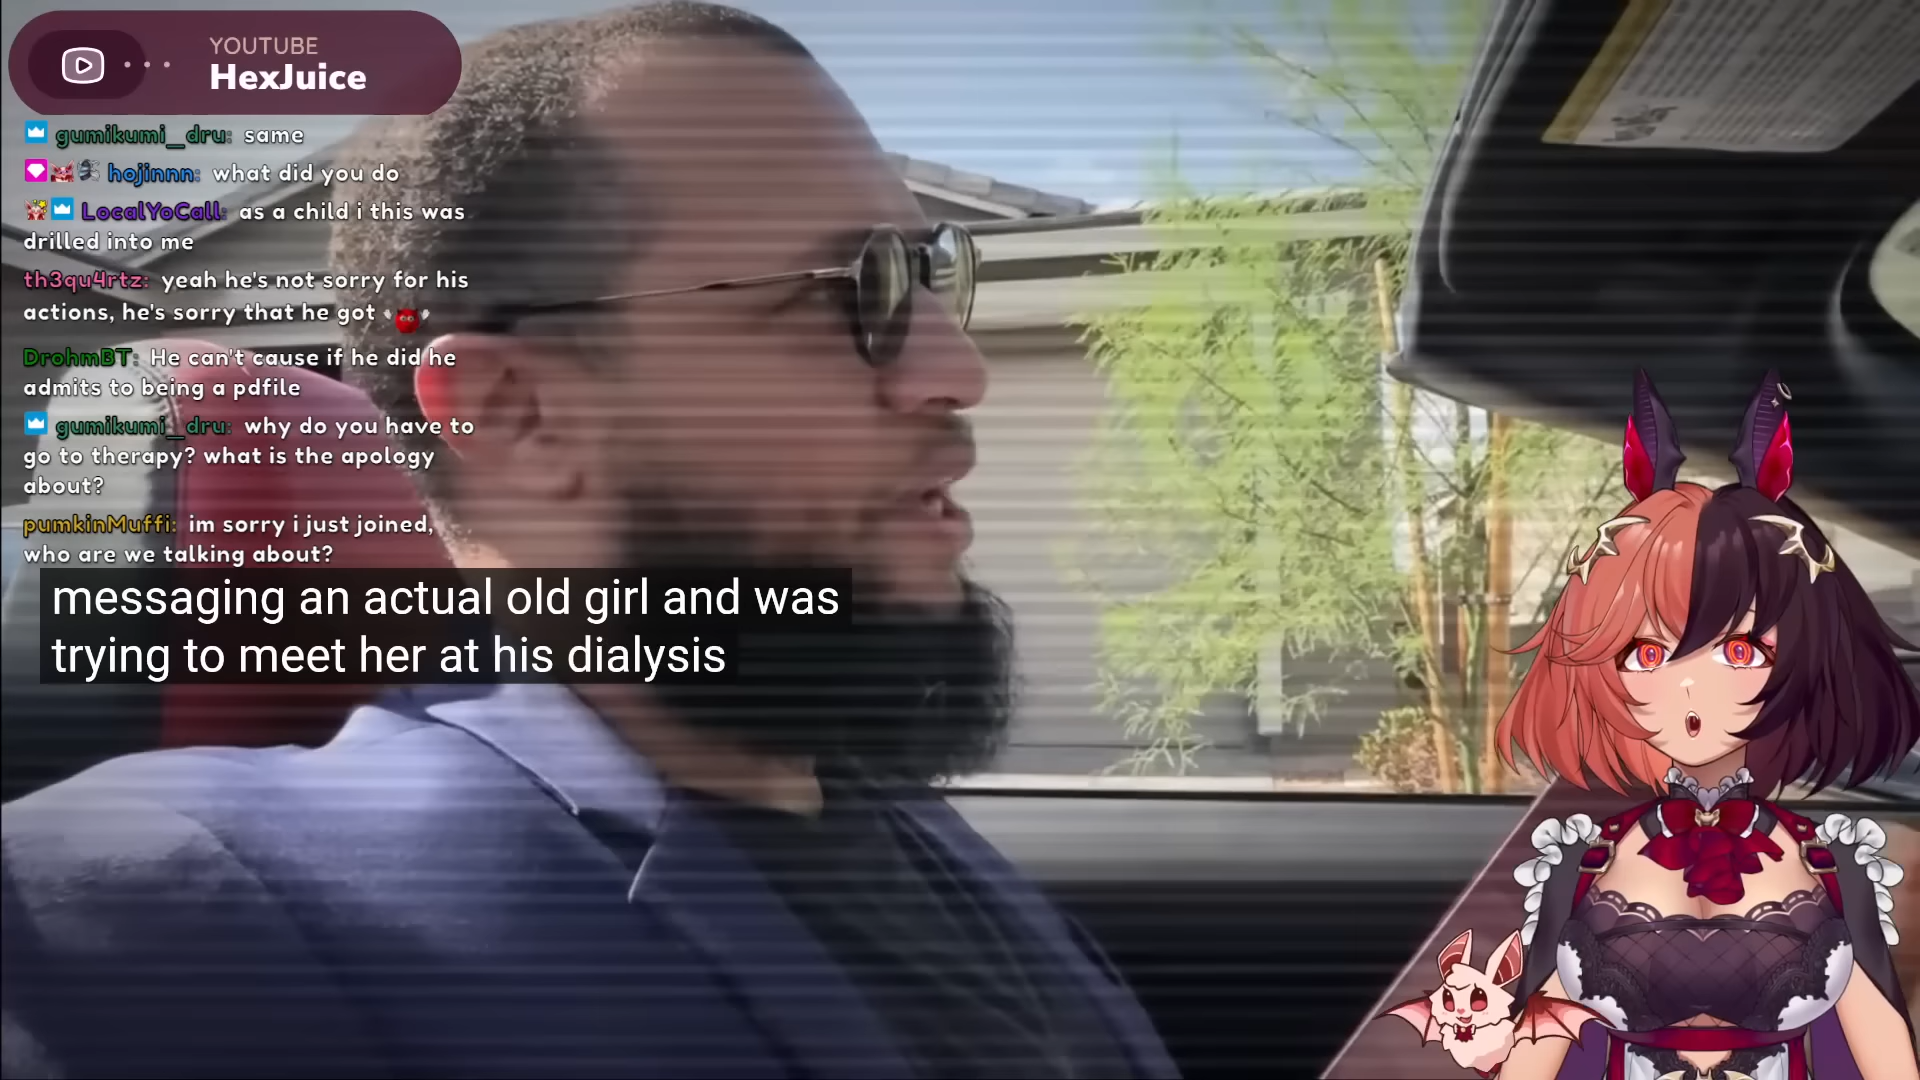 YOUTUBE
HexJuice
gumikumi_dru: same
hojinnn: what did you do
LocalYoCall: as a child i this was
drilled into me
th3qu4rtz: yeah he's not sorry for his
actions, he's sorry that he got
DrohmBT: He can't cause if he did he
admits to being a pdfile
gumikumi_dru: why do you have to
go to therapy? what is the apology
about?
pumkinMuffi: im sorry i just joined,
who are we talking about?
messaging an actual old girl and was
trying to meet her at his dialysis